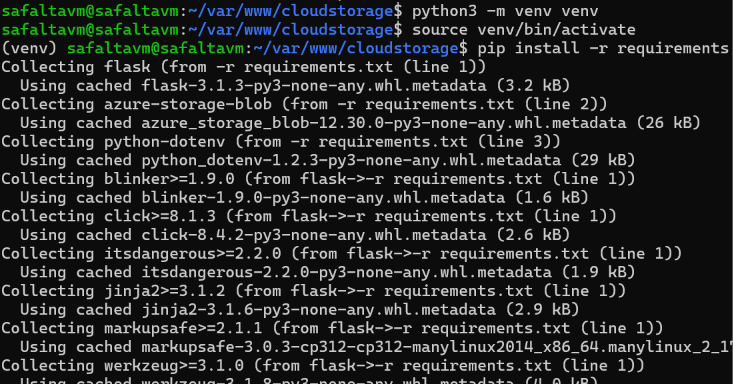 safaltavm@safaltavm:~/var/www/cloudstorage$ python3 -m venv venv
safaltavm@safaltavm:~/var/www/cloudstorage$ source venv/bin/activate
(venv) safaltavm@safaltavm:~/var/www/cloudstorage$ pip install -r requirements
Collecting flask (from -r requirements.txt (line 1))
  Using cached flask-3.1.3-py3-none-any.whl.metadata (3.2 kB)
Collecting azure-storage-blob (from -r requirements.txt (line 2))
  Using cached azure_storage_blob-12.30.0-py3-none-any.whl.metadata (26 kB)
Collecting python-dotenv (from -r requirements.txt (line 3))
  Using cached python_dotenv-1.2.3-py3-none-any.whl.metadata (29 kB)
Collecting blinker>=1.9.0 (from flask->-r requirements.txt (line 1))
  Using cached blinker-1.9.0-py3-none-any.whl.metadata (1.6 kB)
Collecting click>=8.1.3 (from flask->-r requirements.txt (line 1))
  Using cached click-8.4.2-py3-none-any.whl.metadata (2.6 kB)
Collecting itsdangerous>=2.2.0 (from flask->-r requirements.txt (line 1))
  Using cached itsdangerous-2.2.0-py3-none-any.whl.metadata (1.9 kB)
Collecting jinja2>=3.1.2 (from flask->-r requirements.txt (line 1))
  Using cached jinja2-3.1.6-py3-none-any.whl.metadata (2.9 kB)
Collecting markupsafe>=2.1.1 (from flask->-r requirements.txt (line 1))
  Using cached markupsafe-3.0.3-cp312-cp312-manylinux2014_x86_64.manylinux_2_1
Collecting werkzeug>=3.1.0 (from flask->-r requirements.txt (line 1))
  Using cached werkzeug-3.1.8-py3-none-any.whl.metadata (4.0 kB)